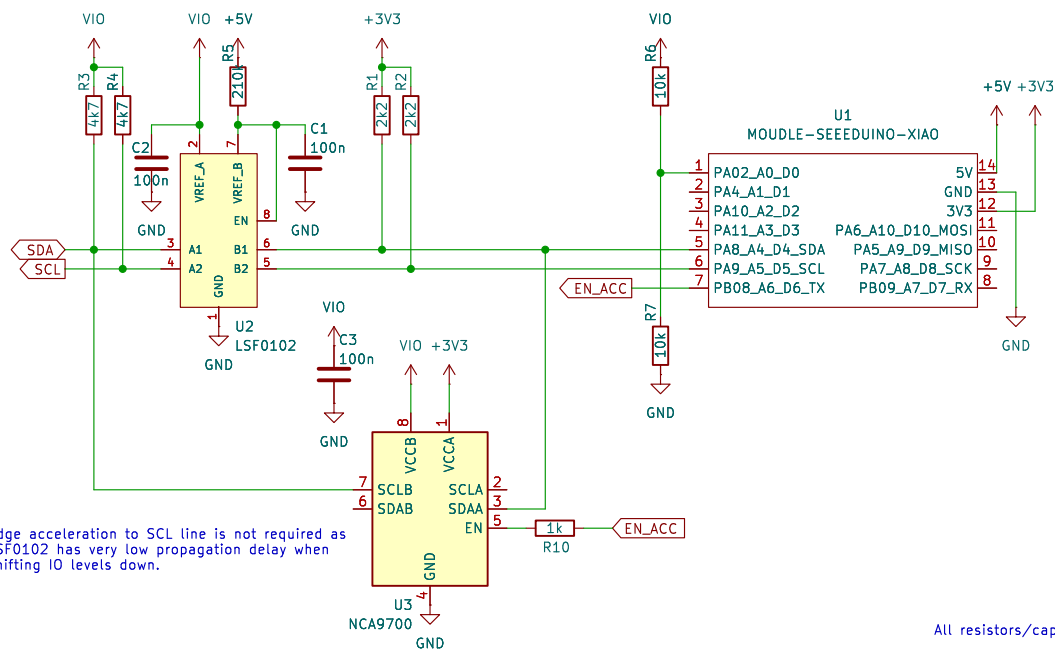 VIO
VIO
+5V
+3V3
VIO
R3
R4
R5
R1
R2
R6
4k7
4k7
210k
2k2
2k2
10k
+5V
+3V3
U1
MOUDLE-SEEEDUINO-XIAO
C2
100n
GND
2
VREF_A
7
VREF_B
C1
100n
GND
EN
8
SDA
3
A1
B1
6
SCL
4
A2
B2
5
GND
1
U2
LSF0102
GND
1
PA02_A0_D0
2
PA4_A1_D1
3
PA10_A2_D2
4
PA11_A3_D3
5
PA8_A4_D4_SDA
6
PA9_A5_D5_SCL
7
PB08_A6_D6_TX
5V
14
GND
13
3V3
12
PA6_A10_D10_MOSI
11
PA5_A9_D9_MISO
10
PA7_A8_D8_SCK
9
PB09_A7_D7_RX
8
EN_ACC
GND
R7
10k
GND
VIO
C3
100n
GND
VIO
+3V3
8
VCCB
1
VCCA
7
SCLB
SCLA
2
6
SDAB
SDAA
3
EN
5
1k
R10
EN_ACC
GND
4
U3
NCA9700
GND
dge acceleration to SCL line is not required as
SF0102 has very low propagation delay when
hifting IO levels down.
All resistors/cap